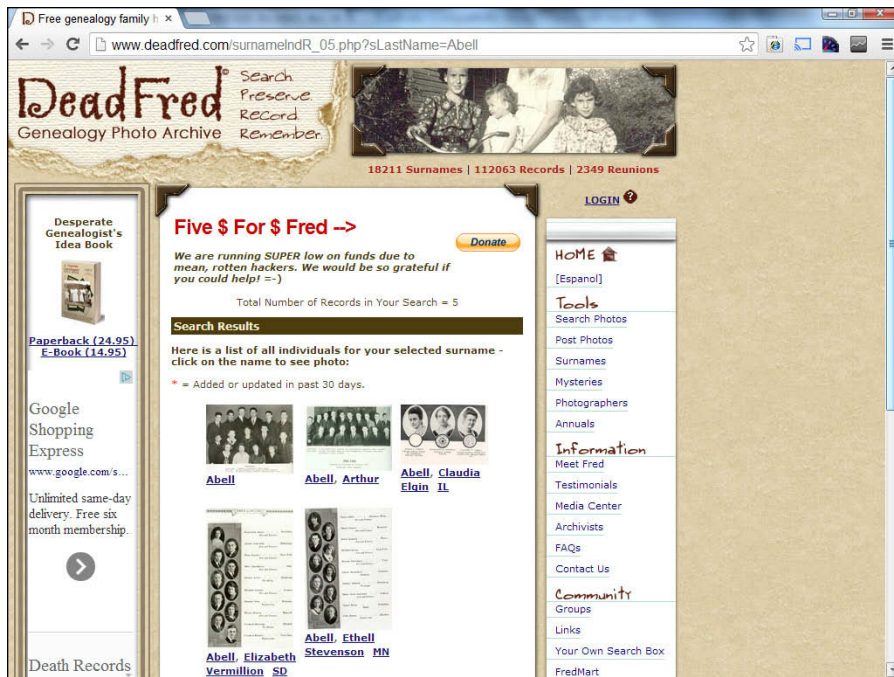 Free genealogy family h
www.deadfred.com/surnameIndR_05.php?sLastName=Abell
DeadFred
Genealogy Photo Archive
Search
Preserve
Record
Remember
18211 Surnames | 112063 Records | 2349 Reunions
Desperate
Genealogist's
Idea Book
Paperback (24.95)
E-Book (14.95)
Google
Shopping
Express
www.google.com/s...
Unlimited same-day
delivery. Free six
month membership.
Death Records
Five $ For $ Fred -->
Donate
We are running SUPER low on funds due to
mean, rotten hackers. We would be so grateful if
you could help! =-)
Total Number of Records in Your Search = 5
Search Results
Here is a list of all individuals for your selected surname -
click on the name to see photo:
* = Added or updated in past 30 days.
Abell
Abell, Arthur
Abell, Claudia
Elgin IL
Abell, Elizabeth
Vermillion SD
Abell, Ethell
Stevenson MN
LOGIN ?
HOME
[Espanol]
Tools
Search Photos
Post Photos
Surnames
Mysteries
Photographers
Annuals
Information
Meet Fred
Testimonials
Media Center
Archivists
FAQs
Contact Us
Community
Groups
Links
Your Own Search Box
FredMart